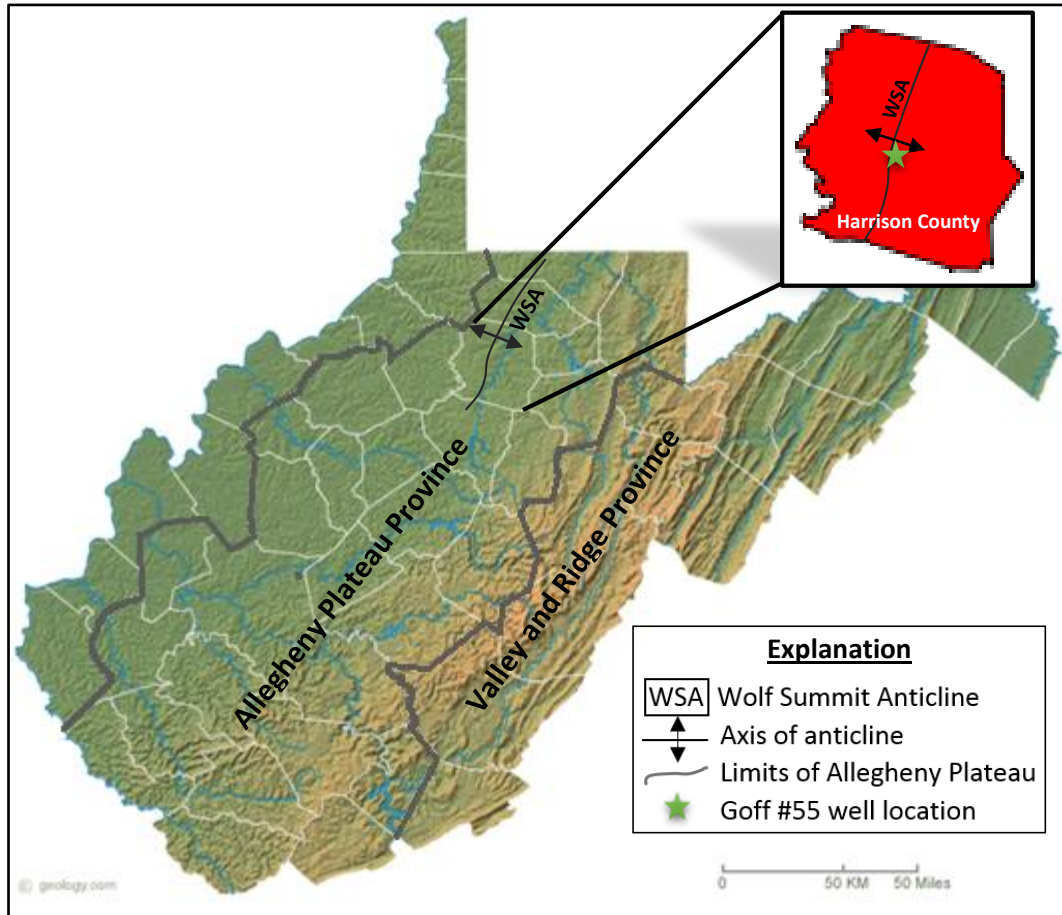 WSA
Harrison County
WSA
Allegheny Plateau Province
Valley and Ridge Province
Explanation
WSA Wolf Summit Anticline
Axis of anticline
Limits of Allegheny Plateau
Goff #55 well location
© geology.com
0 50 KM 50 Miles